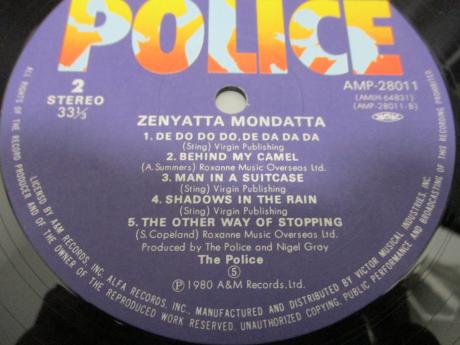 POLICE
2
STEREO
33⅓
AMP-28011
(AMIH-64831)
(AMP-28011-B)
ZENYATTA MONDATTA
1. DE DO DO DO, DE DA DA DA
(Sting) Virgin Publishing
2. BEHIND MY CAMEL
(A. Summers) Roxanne Music Overseas Ltd.
3. MAN IN A SUITCASE
(Sting) Virgin Publishing
4. SHADOWS IN THE RAIN
(Sting) Virgin Publishing
5. THE OTHER WAY OF STOPPING
(S. Copeland) Roxanne Music Overseas Ltd.
Produced by The Police and Nigel Gray
The Police
5
Ⓟ 1980 A&M Records Ltd.
LICENSED BY A&M RECORDS, INC. ALFA RECORDS, INC., MANUFACTURED AND DISTRIBUTED BY VICTOR MUSICAL INDUSTRIES, INC.
ALL RIGHTS OF THE RECORD PRODUCER AND OF THE OWNER OF THE REPRODUCED WORK RESERVED. UNAUTHORIZED COPYING, PUBLIC PERFORMANCE AND BROADCASTING OF THIS RECORDING PROHIBITED.